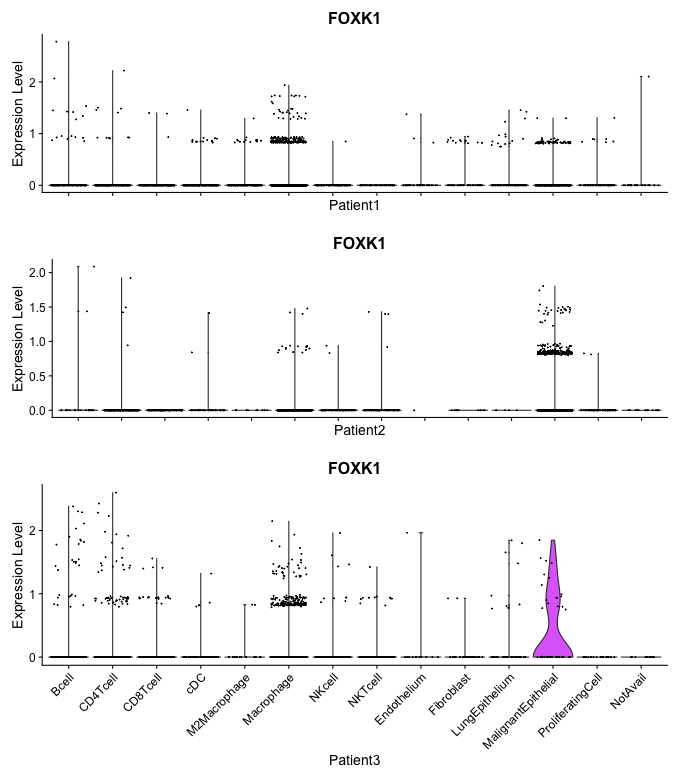 FOXK1
Expression Level
2
1
0
Patient1
FOXK1
Expression Level
2.0
1.5
1.0
0.5
0.0
Patient2
FOXK1
Expression Level
2
1
0
Bcell
CD4Tcell
CD8Tcell
cDC
M2Macrophage
Macrophage
NKcell
NKTcell
Endothelium
Fibroblast
LungEpithelium
MalignantEpithelial
ProliferatingCell
NotAvail
Patient3